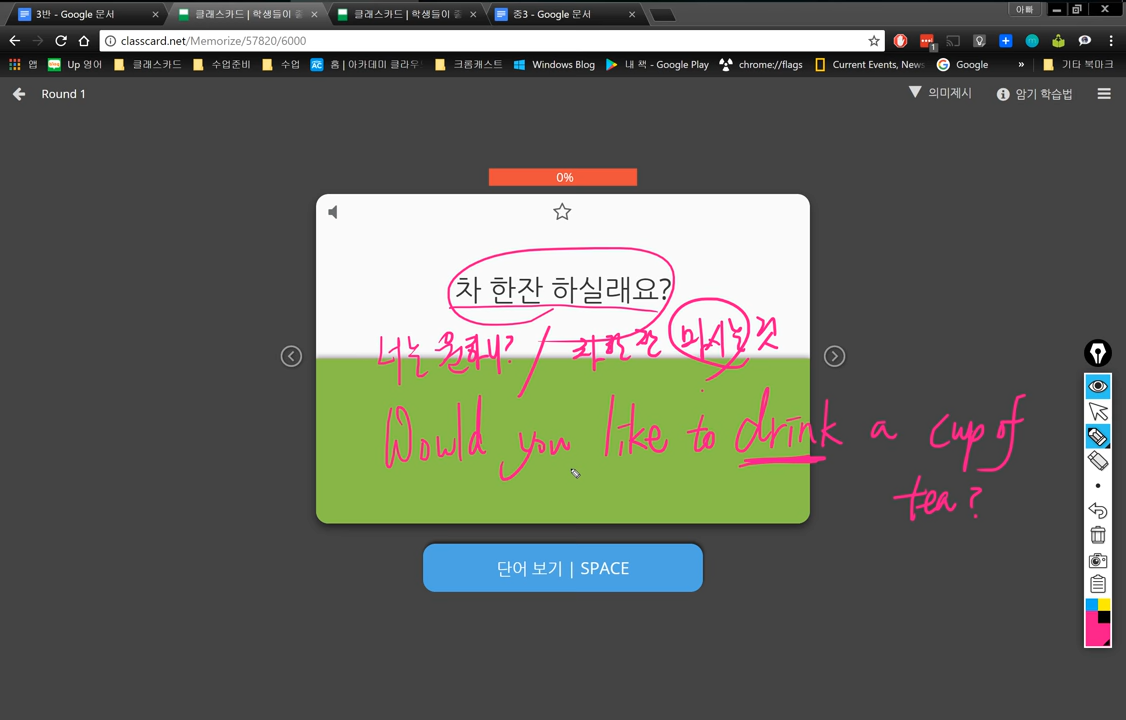 3반 - Google 문서
클래스카드 | 학생들이 좋
클래스카드 | 학생들이 좋
중3 - Google 문서
아빠
classcard.net/Memorize/57820/6000
1
앱
Up 영어
클래스카드
수업준비
수업
홈 | 아카데미 클라우
크롬캐스트
Windows Blog
내 책 - Google Play
chrome://flags
Current Events, News
Google
»
기타 북마크
Round 1
의미제시
암기 학습법
0%
차 한잔 하실래요?
너는 원하니? / 차 한 잔 마시는 것
Would you like to drink a cup of
tea?
단어 보기 | SPACE